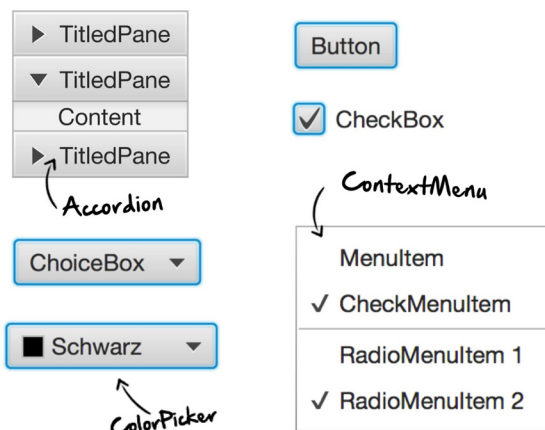 TitledPane
TitledPane
Content
TitledPane
Accordion
ChoiceBox
Schwarz
ColorPicker
Button
CheckBox
ContextMenu
MenuItem
CheckMenuItem
RadioMenuItem 1
RadioMenuItem 2